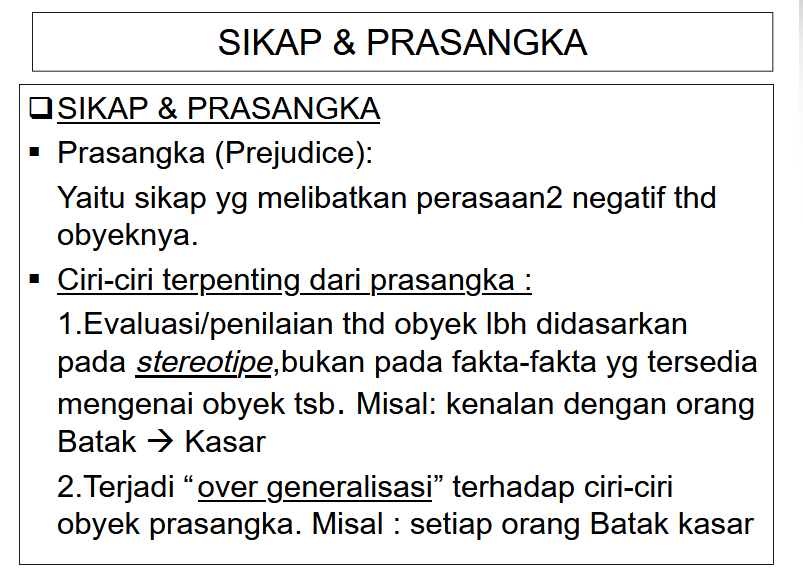 SIKAP & PRASANGKA
❑SIKAP & PRASANGKA
▪ Prasangka (Prejudice):
Yaitu sikap yg melibatkan perasaan2 negatif thd
obyeknya.
▪ Ciri-ciri terpenting dari prasangka :
1.Evaluasi/penilaian thd obyek lbh didasarkan
pada stereotipe,bukan pada fakta-fakta yg tersedia
mengenai obyek tsb. Misal: kenalan dengan orang
Batak → Kasar
2.Terjadi “over generalisasi” terhadap ciri-ciri
obyek prasangka. Misal : setiap orang Batak kasar